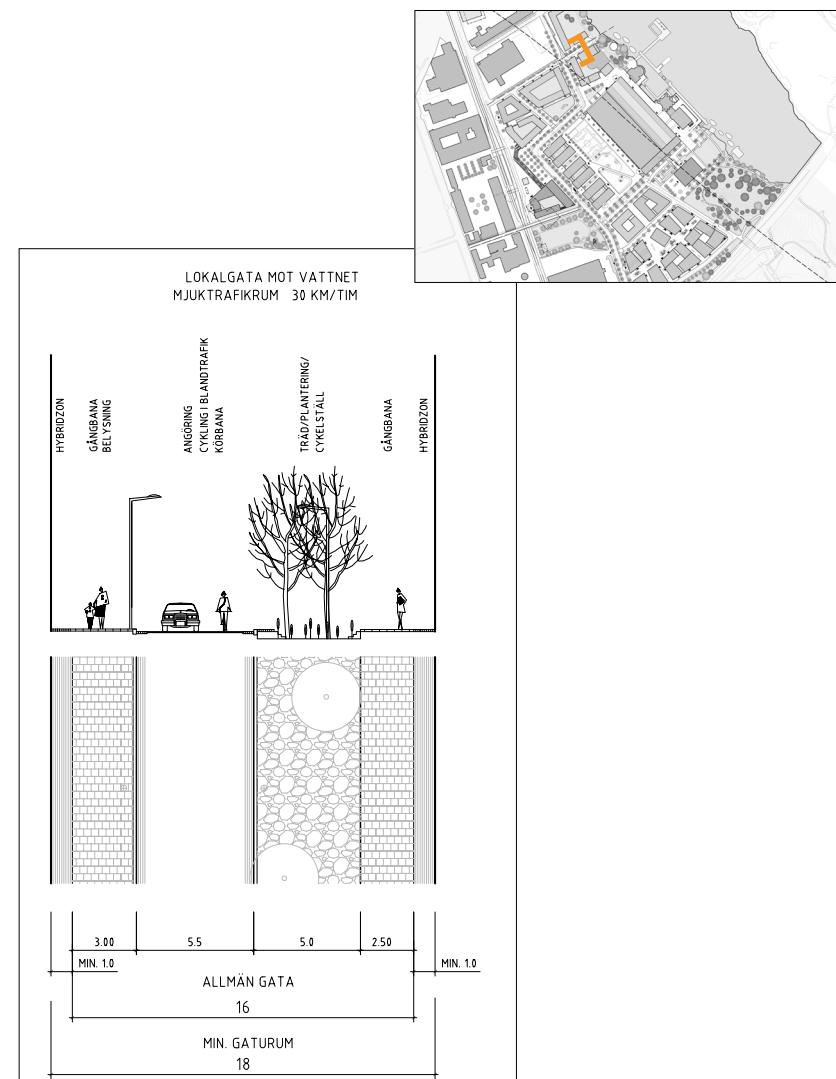 LOKALGATA MOT VATTNET
MJUKTRAFIKRUM 30 KM/TIM
HYBRIDZON
GÅNGBANA
BELYSNING
ANGÖRING
CYKLING I BLANDTRAFIK
KÖRBANA
TRÄD/PLANTERING/
CYKELSTÄLL
GÅNGBANA
HYBRIDZON
3.00 5.5 5.0 2.50
MIN. 1.0 MIN. 1.0
ALLMÄN GATA
16
MIN. GATURUM
18